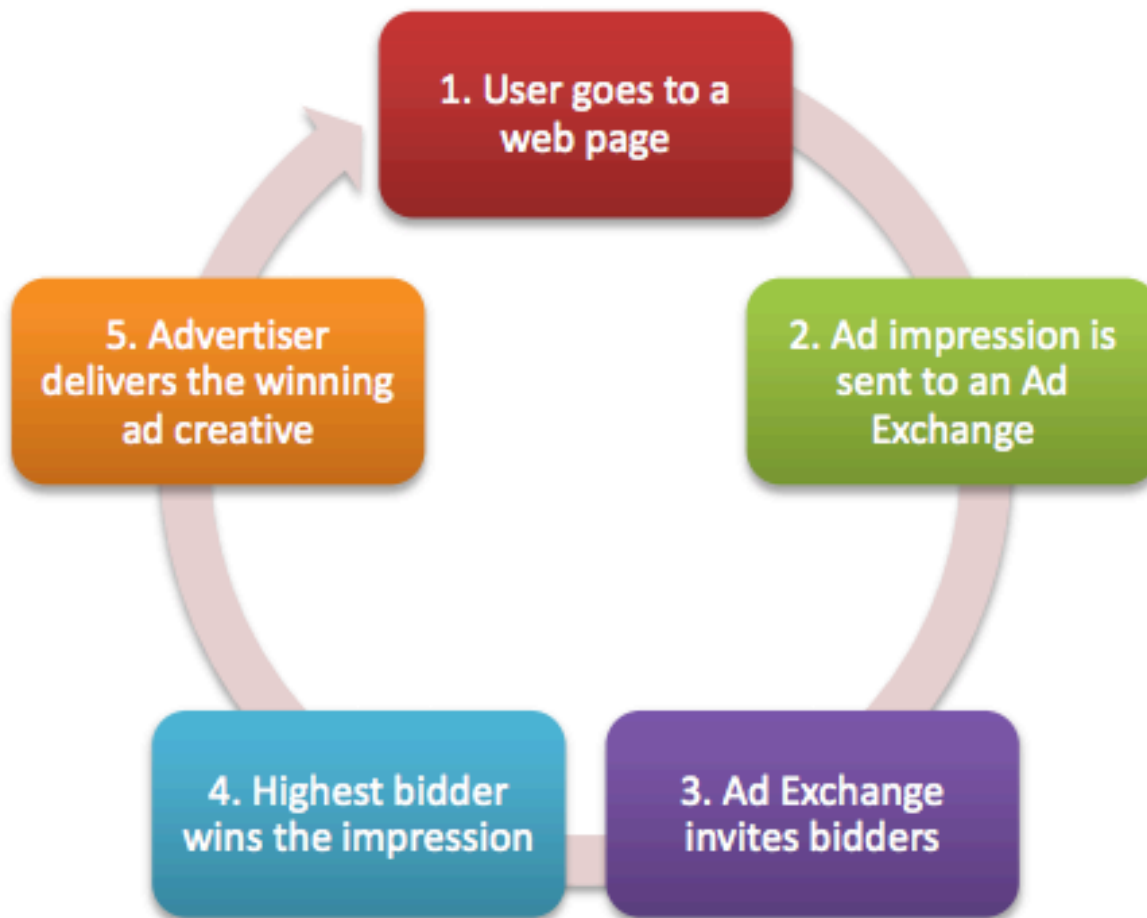 1. User goes to a
web page
2. Ad impression is
sent to an Ad
Exchange
3. Ad Exchange
invites bidders
4. Highest bidder
wins the impression
5. Advertiser
delivers the winning
ad creative